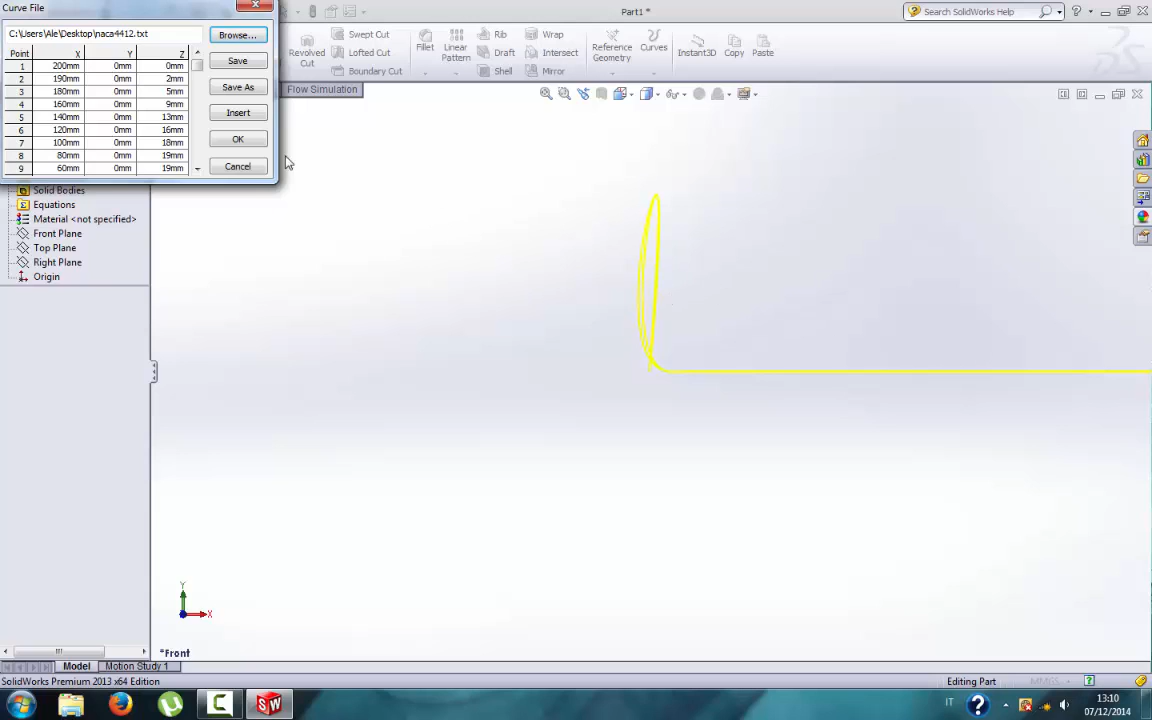 Curve File
Part1 *
Search SolidWorks Help
C:\Users\Ale\Desktop\naca4412.txt
Browse...
Point X Y Z
1 200mm 0mm 0mm
2 190mm 0mm 2mm
3 180mm 0mm 5mm
4 160mm 0mm 9mm
5 140mm 0mm 13mm
6 120mm 0mm 16mm
7 100mm 0mm 18mm
8 80mm 0mm 19mm
9 60mm 0mm 19mm
Save
Save As
Insert
OK
Cancel
Revolved
Cut
Swept Cut
Lofted Cut
Boundary Cut
Fillet
Linear
Pattern
Rib
Draft
Shell
Wrap
Intersect
Mirror
Reference
Geometry
Curves
Instant3D
Copy
Paste
Flow Simulation
Solid Bodies
Equations
Material <not specified>
Front Plane
Top Plane
Right Plane
Origin
Y
X
*Front
Model
Motion Study 1
SolidWorks Premium 2013 x64 Edition
Editing Part
MMGS
IT
13:10
07/12/2014